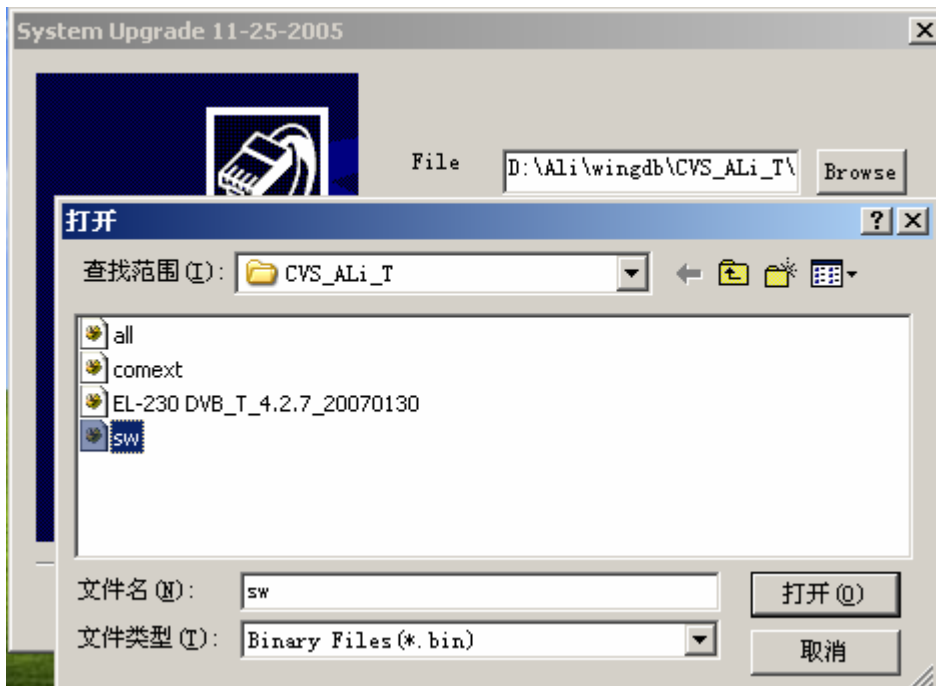 System Upgrade 11-25-2005
File D:\Ali\wingdb\CVS_ALi_T\ Browse
打开
查找范围(I): CVS_ALi_T
all
comext
EL-230 DVB_T_4.2.7_20070130
sw
文件名(N): sw 打开(O)
文件类型(T): Binary Files(*.bin) 取消